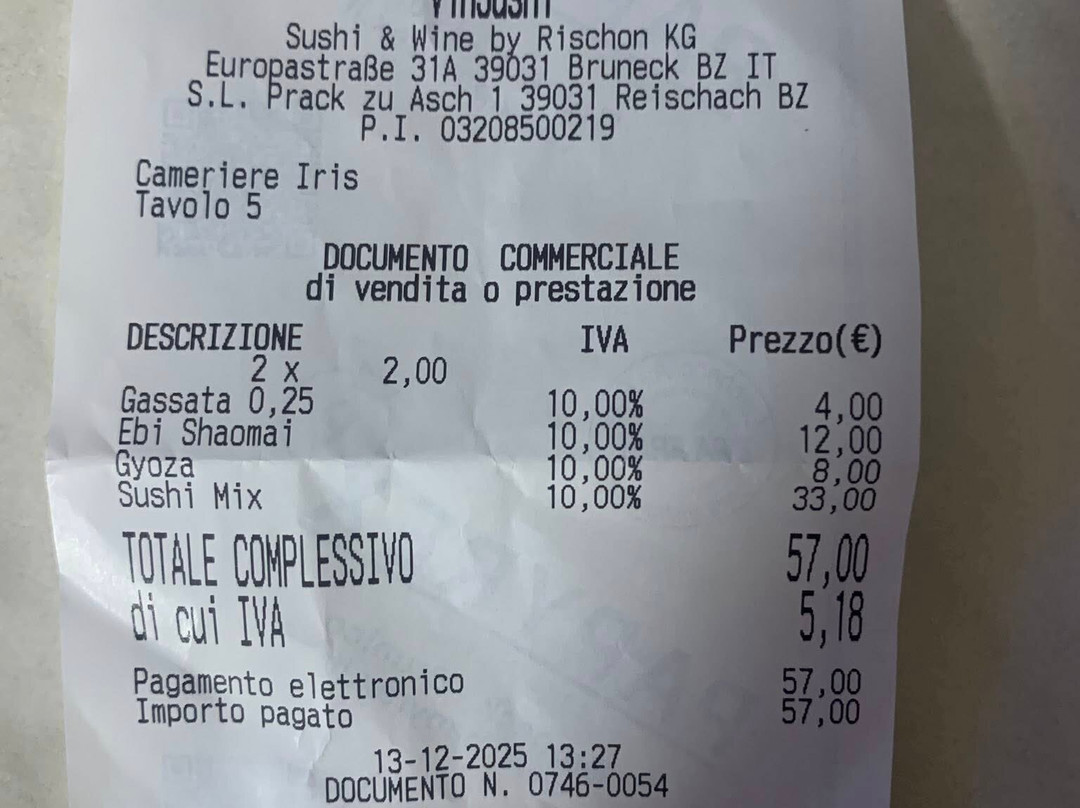 Sushi & Wine by Rischon KG
Europastraße 31A 39031 Bruneck BZ IT
S.L. Prack zu Asch 1 39031 Reischach BZ
P.I. 03208500219
Cameriere Iris
Tavolo 5
DOCUMENTO COMMERCIALE
di vendita o prestazione
DESCRIZIONE IVA Prezzo(€)
2 x 2,00
Gassata 0,25 10,00% 4,00
Ebi Shaomai 10,00% 12,00
Gyoza 10,00% 8,00
Sushi Mix 10,00% 33,00
TOTALE COMPLESSIVO 57,00
di cui IVA 5,18
Pagamento elettronico 57,00
Importo pagato 57,00
13-12-2025 13:27
DOCUMENTO N. 0746-0054